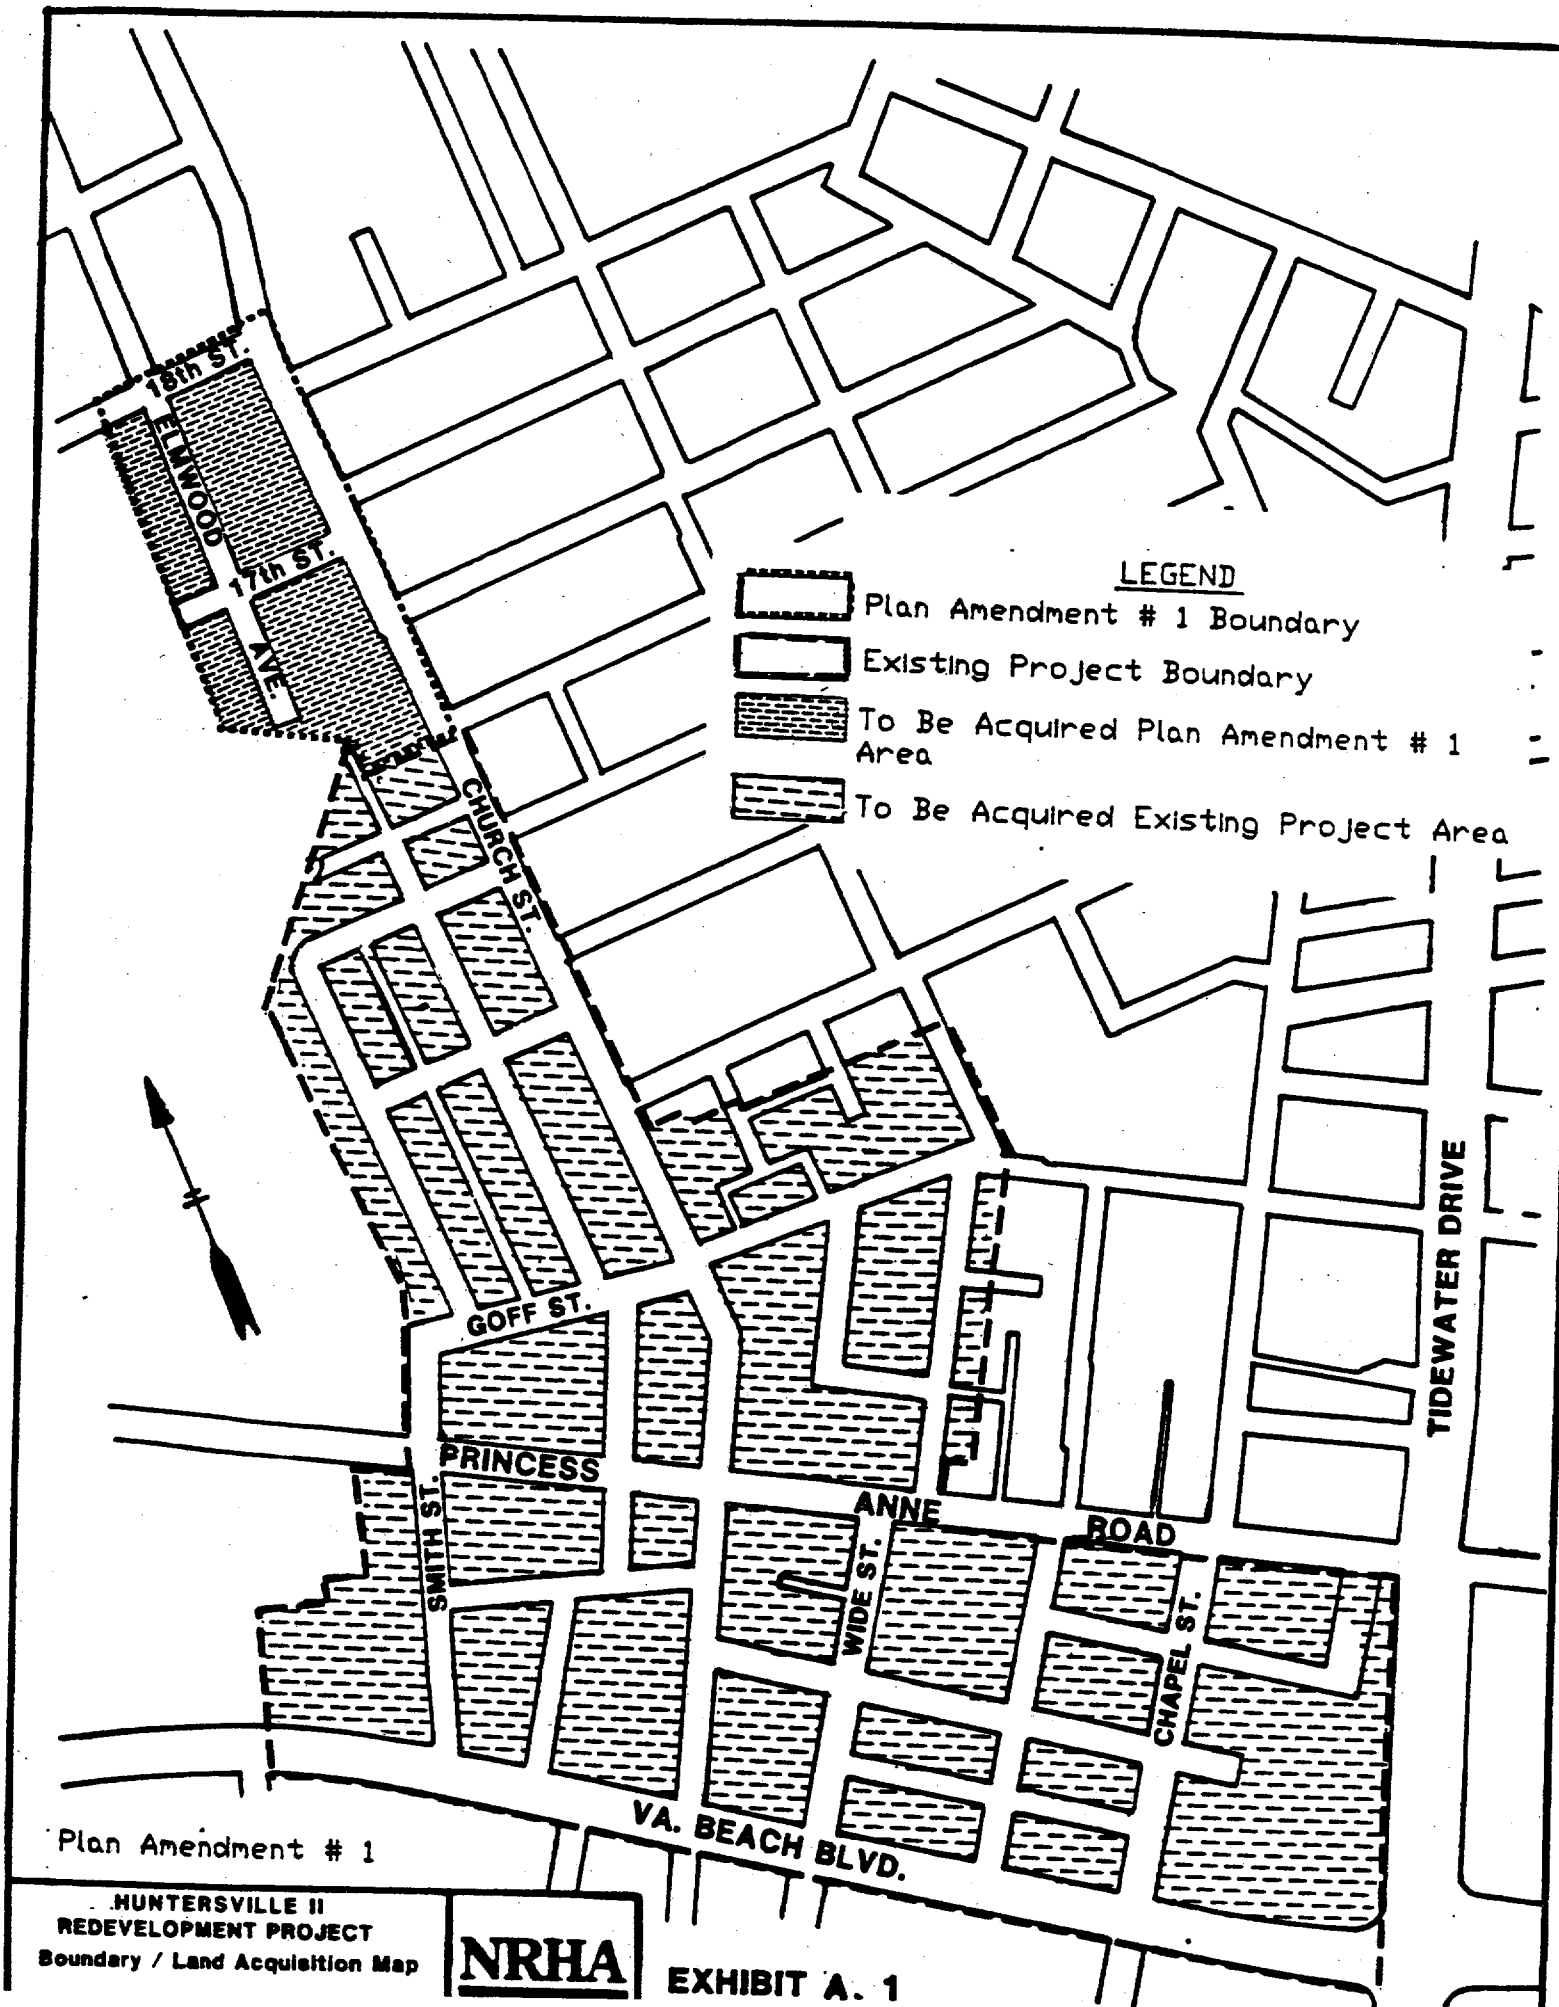 18th ST.
ELMWOOD
17th ST.
AVE.
LEGEND
Plan Amendment # 1 Boundary
Existing Project Boundary
To Be Acquired Plan Amendment # 1
Area
To Be Acquired Existing Project Area
CHURCH ST.
TIDEWATER DRIVE
GOFF ST.
PRINCESS
ANNE
ROAD
SMITH ST.
WIDE ST.
CHAPEL ST.
VA. BEACH BLVD.
Plan Amendment # 1
HUNTERSVILLE II
REDEVELOPMENT PROJECT
Boundary / Land Acquisition Map
NRHA
EXHIBIT A. 1